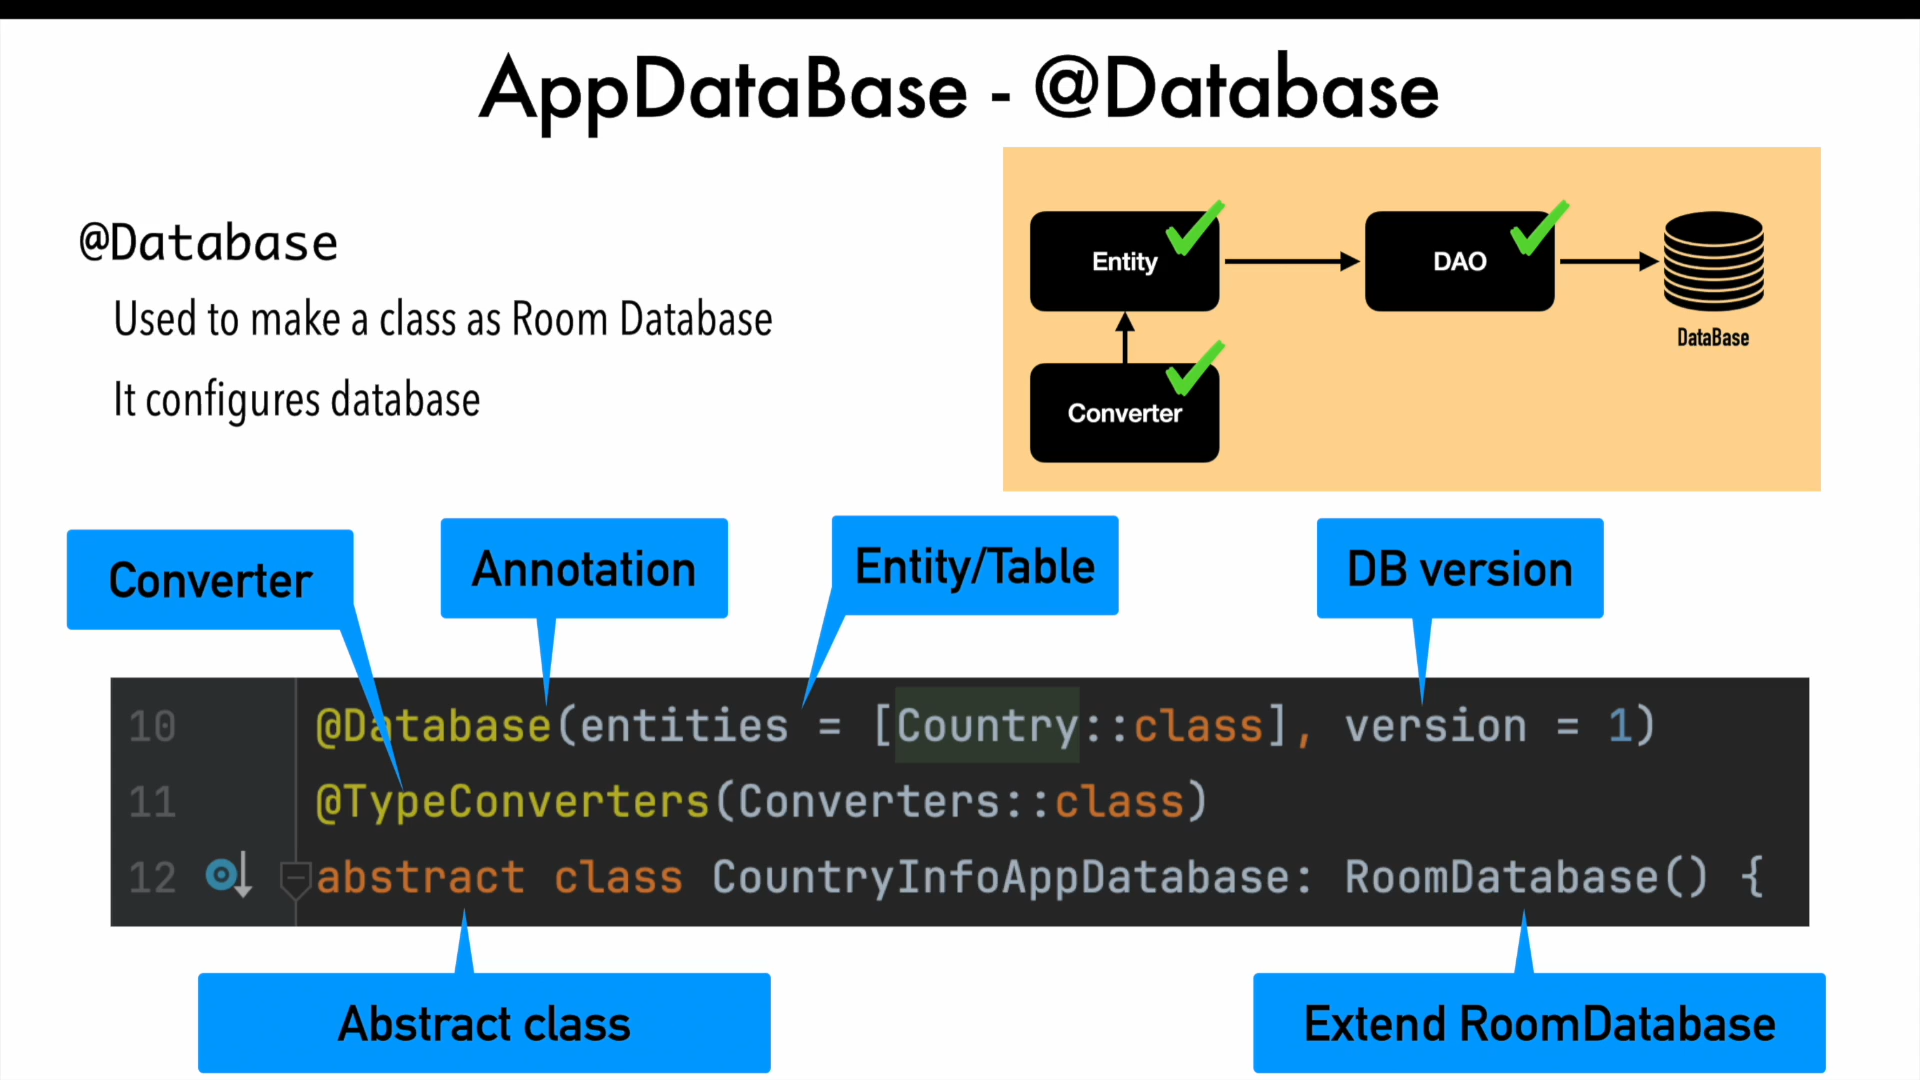 AppDataBase - @Database
@Database
Used to make a class as Room Database
It configures database
Entity
DAO
DataBase
Converter
Converter
Annotation
Entity/Table
DB version
10 @Database(entities = [Country::class], version = 1)
11 @TypeConverters(Converters::class)
12 abstract class CountryInfoAppDatabase: RoomDatabase() {
Abstract class
Extend RoomDatabase